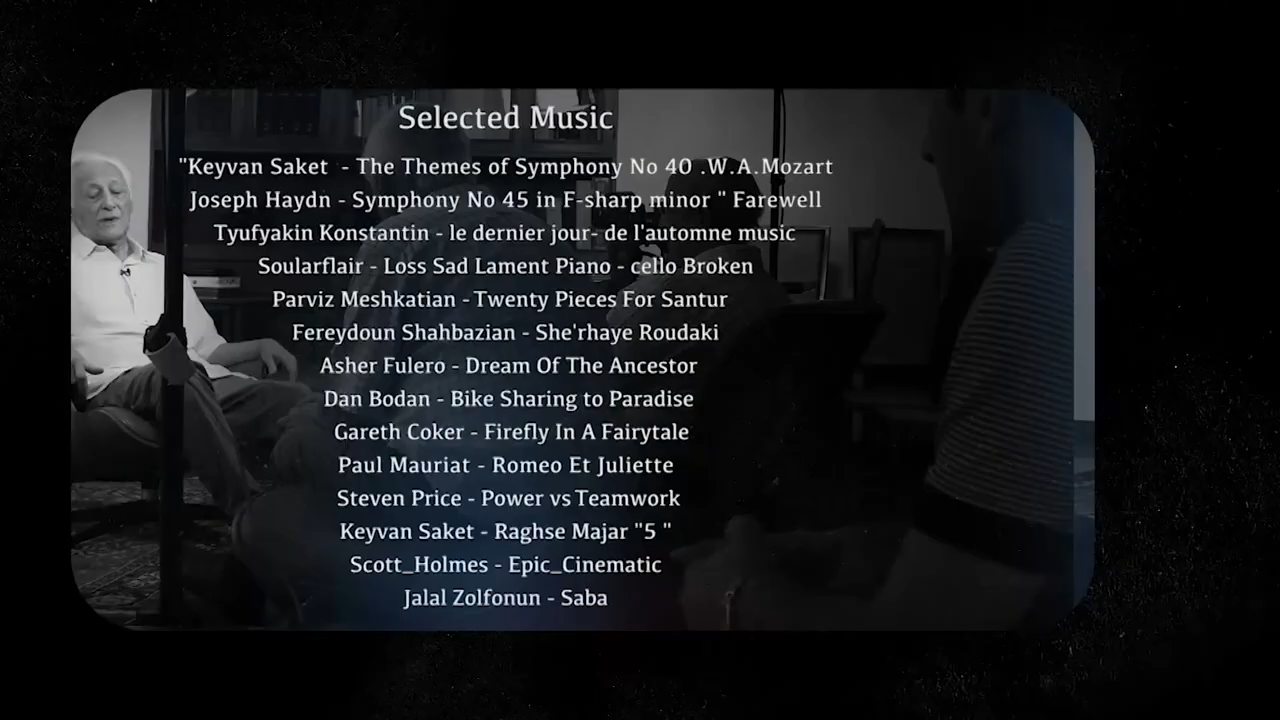 Selected Music
"Keyvan Saket - The Themes of Symphony No 40 .W.A.Mozart
Joseph Haydn - Symphony No 45 in F-sharp minor " Farewell
Tyufyakin Konstantin - le dernier jour- de l'automne music
Soularflair - Loss Sad Lament Piano - cello Broken
Parviz Meshkatian - Twenty Pieces For Santur
Fereydoun Shahbazian - She'rhaye Roudaki
Asher Fulero - Dream Of The Ancestor
Dan Bodan - Bike Sharing to Paradise
Gareth Coker - Firefly In A Fairytale
Paul Mauriat - Romeo Et Juliette
Steven Price - Power vs Teamwork
Keyvan Saket - Raghse Majar "5 "
Scott_Holmes - Epic_Cinematic
Jalal Zolfonun - Saba